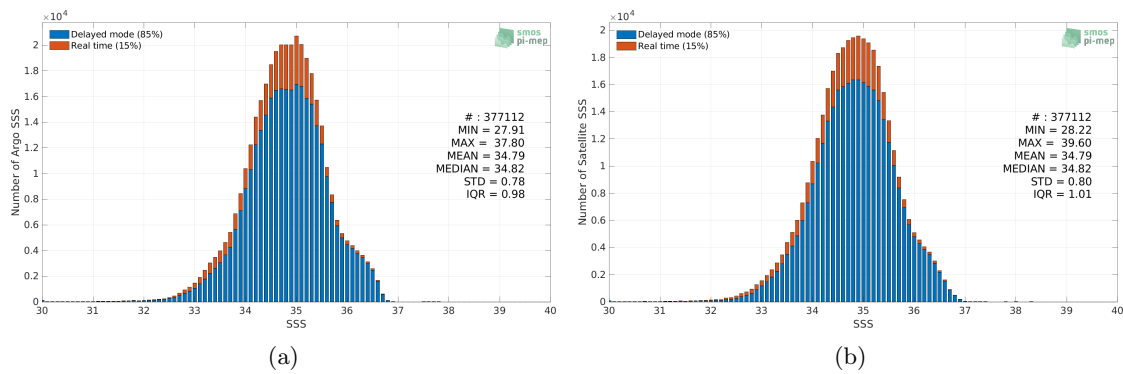 ×10⁴
Delayed mode (85%)
Real time (15%)
smos
pi-mep
Number of Argo SSS
2
1.8
1.6
1.4
1.2
1
0.8
0.6
0.4
0.2
0
# : 377112
MIN = 27.91
MAX = 37.80
MEAN = 34.79
MEDIAN = 34.82
STD = 0.78
IQR = 0.98
30 31 32 33 34 35 36 37 38 39 40
SSS
(a)
×10⁴
Delayed mode (85%)
Real time (15%)
smos
pi-mep
Number of Satellite SSS
2
1.8
1.6
1.4
1.2
1
0.8
0.6
0.4
0.2
0
# : 377112
MIN = 28.22
MAX = 39.60
MEAN = 34.79
MEDIAN = 34.82
STD = 0.80
IQR = 1.01
30 31 32 33 34 35 36 37 38 39 40
SSS
(b)